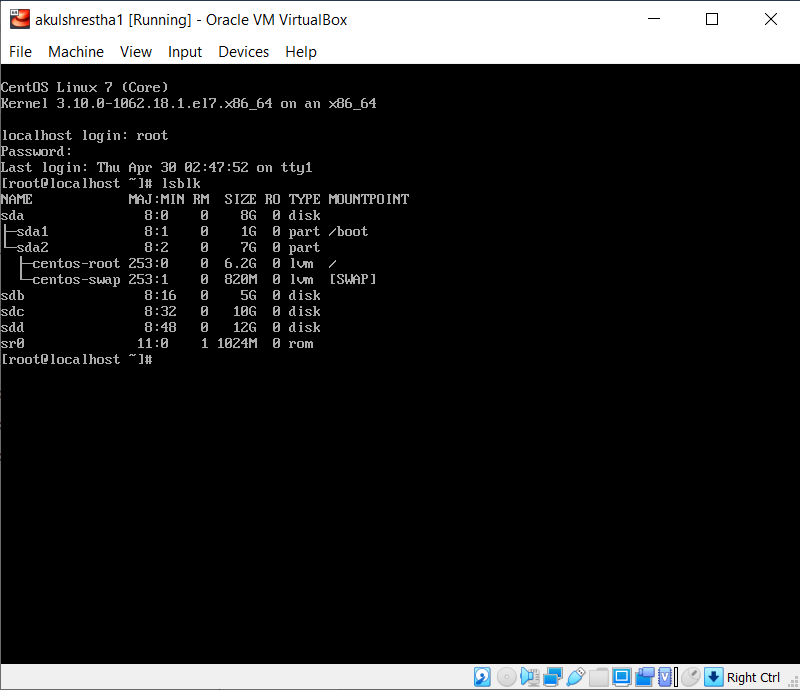 akulshrestha1 [Running] - Oracle VM VirtualBox
File Machine View Input Devices Help
CentOS Linux 7 (Core)
Kernel 3.10.0-1062.18.1.el7.x86_64 on an x86_64
localhost login: root
Password:
Last login: Thu Apr 30 02:47:52 on tty1
[root@localhost ~]# lsblk
NAME MAJ:MIN RM SIZE RO TYPE MOUNTPOINT
sda 8:0 0 8G 0 disk
├─sda1 8:1 0 1G 0 part /boot
└─sda2 8:2 0 7G 0 part
├─centos-root 253:0 0 6.2G 0 lvm /
└─centos-swap 253:1 0 820M 0 lvm [SWAP]
sdb 8:16 0 5G 0 disk
sdc 8:32 0 10G 0 disk
sdd 8:48 0 12G 0 disk
sr0 11:0 1 1024M 0 rom
[root@localhost ~]#
Right Ctrl